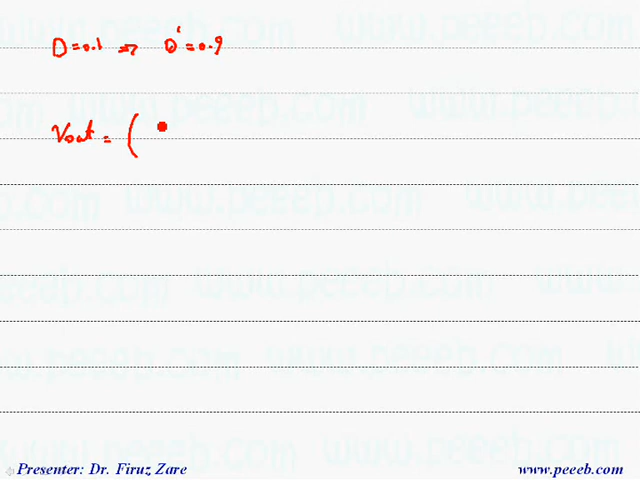 D=0.1 ⇒ D'=0.9
Vout = (
Presenter: Dr. Firuz Zare
www.peeeb.com